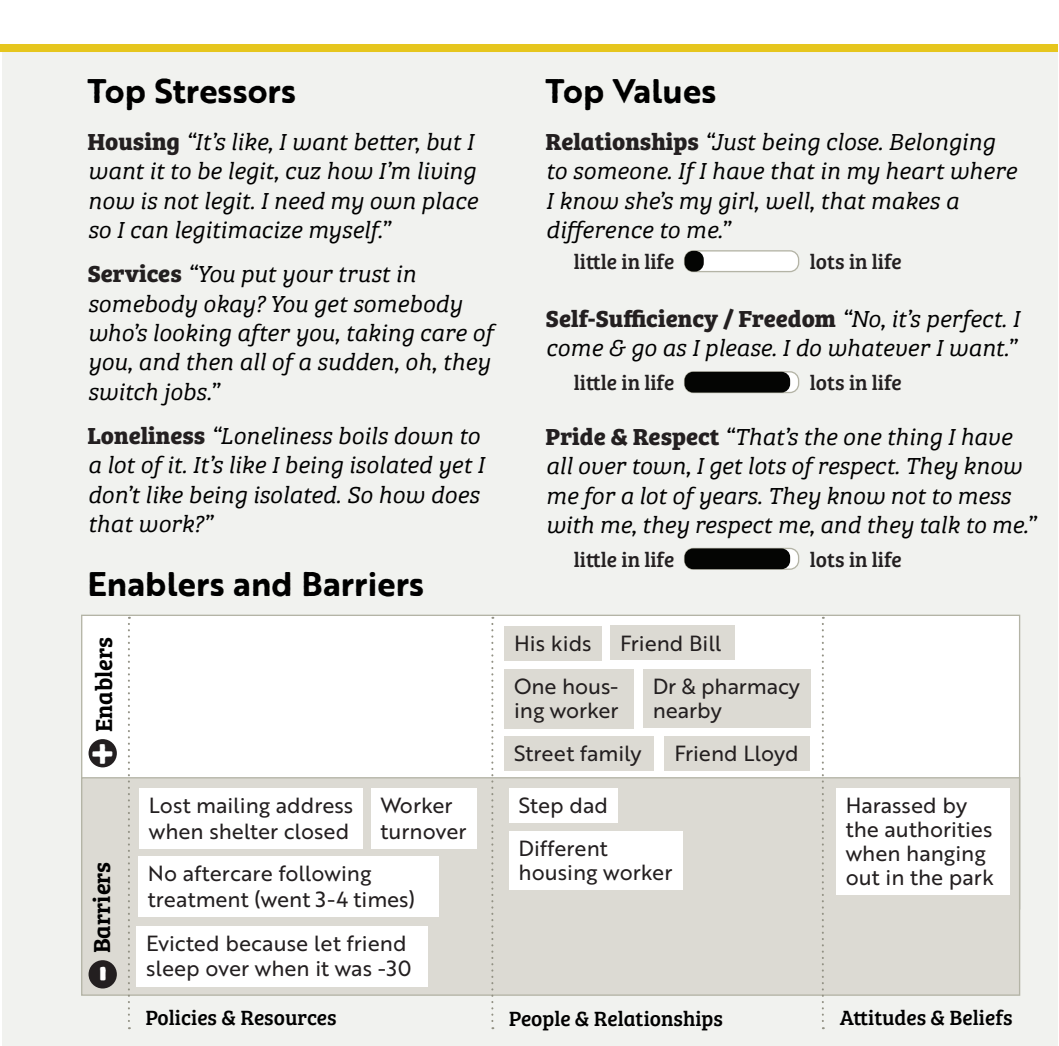 Top Stressors
Housing “It’s like, I want better, but I
want it to be legit, cuz how I’m living
now is not legit. I need my own place
so I can legitimacize myself.”
Services “You put your trust in
somebody okay? You get somebody
who’s looking after you, taking care of
you, and then all of a sudden, oh, they
switch jobs.”
Loneliness “Loneliness boils down to
a lot of it. It’s like I being isolated yet I
don’t like being isolated. So how does
that work?”
Top Values
Relationships “Just being close. Belonging
to someone. If I have that in my heart where
I know she’s my girl, well, that makes a
difference to me.”
little in life lots in life
Self-Sufficiency / Freedom “No, it’s perfect. I
come & go as I please. I do whatever I want.”
little in life lots in life
Pride & Respect “That’s the one thing I have
all over town, I get lots of respect. They know
me for a lot of years. They know not to mess
with me, they respect me, and they talk to me.”
little in life lots in life
Enablers and Barriers
Enablers
His kids
Friend Bill
One hous-
ing worker
Dr & pharmacy
nearby
Street family
Friend Lloyd
Barriers
Lost mailing address
when shelter closed
Worker
turnover
No aftercare following
treatment (went 3-4 times)
Evicted because let friend
sleep over when it was -30
Step dad
Different
housing worker
Harassed by
the authorities
when hanging
out in the park
Policies & Resources
People & Relationships
Attitudes & Beliefs